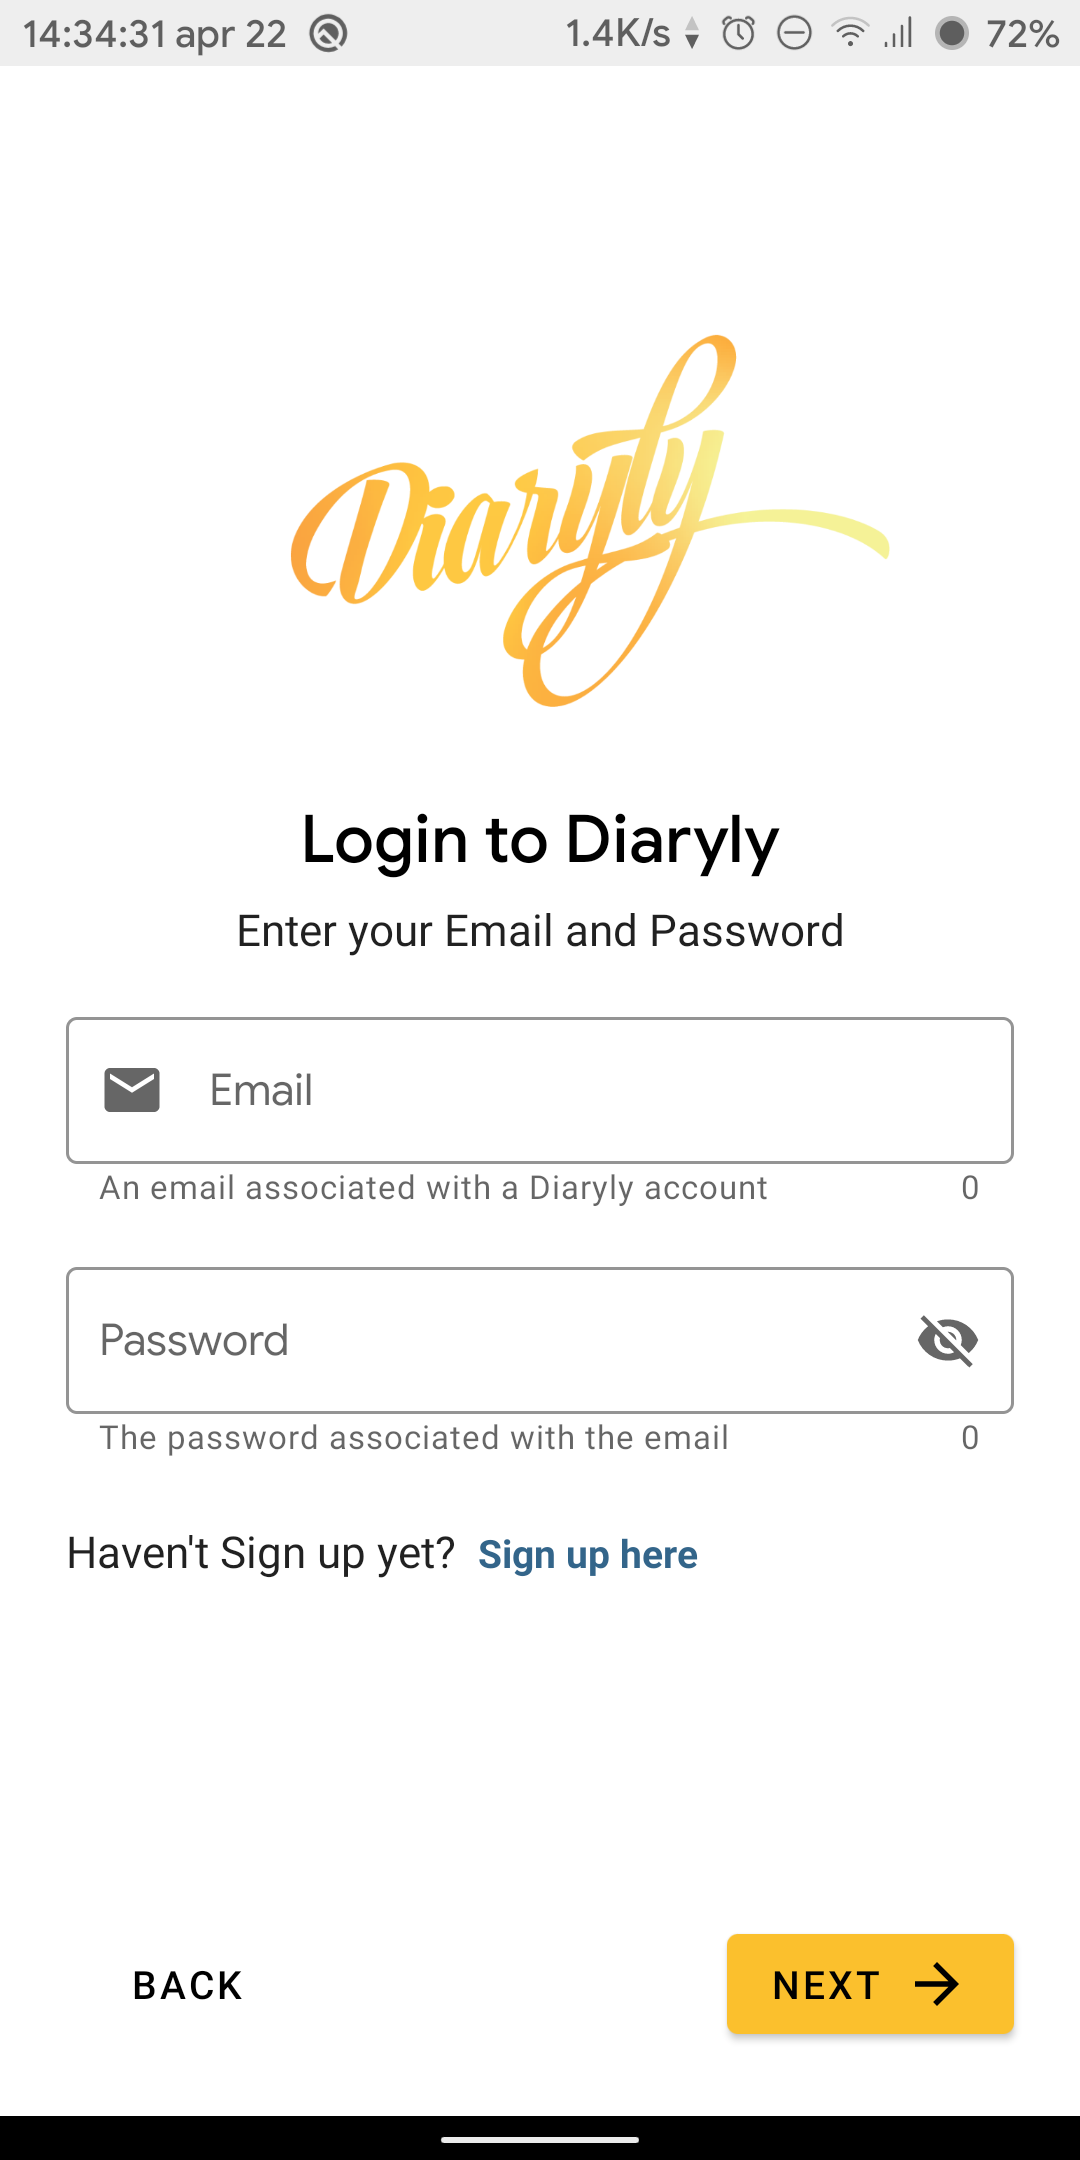 14:34:31 apr 22 1.4K/s 72%
Diaryly
Login to Diaryly
Enter your Email and Password
Email
An email associated with a Diaryly account 0
Password
The password associated with the email 0
Haven't Sign up yet? Sign up here
BACK NEXT